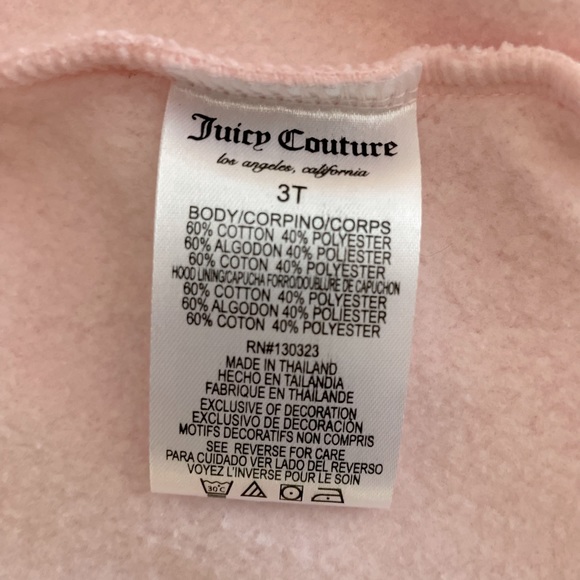 Juicy Couture
los angeles, california
3T
BODY/CORPINO/CORPS
60% COTTON 40% POLYESTER
60% ALGODON 40% POLIESTER
60% COTON 40% POLYESTER
HOOD LINING/CAPUCHA FORRO/DOUBLURE DE CAPUCHON
60% COTTON 40% POLYESTER
60% ALGODON 40% POLIESTER
60% COTON 40% POLYESTER
RN#130323
MADE IN THAILAND
HECHO EN TAILANDIA
FABRIQUE EN THAILANDE
EXCLUSIVE OF DECORATION
EXCLUSIVO DE DECORACIÓN
MOTIFS DECORATIFS NON COMPRIS
SEE REVERSE FOR CARE
PARA CUIDADO VER LADO DEL REVERSO
VOYEZ L'INVERSE POUR LE SOIN
30°C